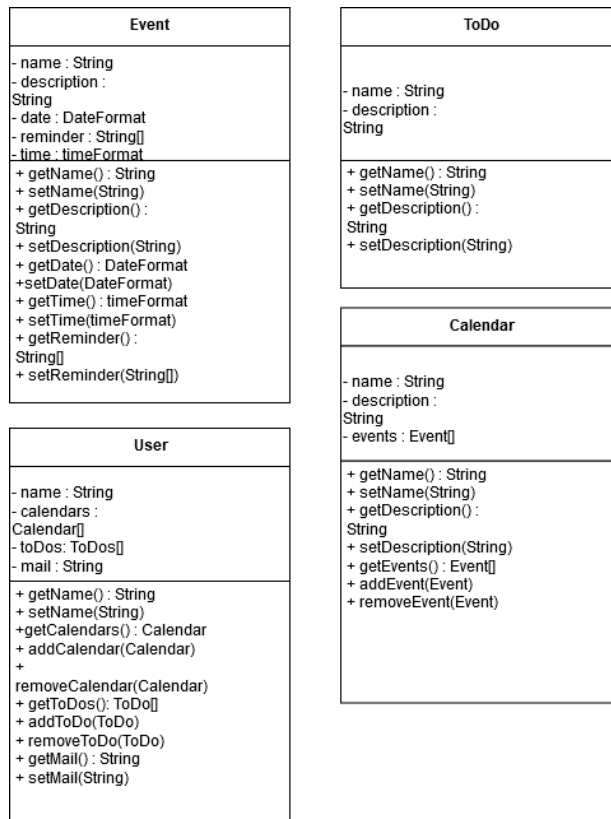 Event
- name : String
- description :
String
- date : DateFormat
- reminder : String[]
- time : timeFormat
+ getName() : String
+ setName(String)
+ getDescription() :
String
+ setDescription(String)
+ getDate() : DateFormat
+setDate(DateFormat)
+ getTime() : timeFormat
+ setTime(timeFormat)
+ getReminder() :
String[]
+ setReminder(String[])
ToDo
- name : String
- description :
String
+ getName() : String
+ setName(String)
+ getDescription() :
String
+ setDescription(String)
User
- name : String
- calendars :
Calendar[]
- toDos: ToDos[]
- mail : String
+ getName() : String
+ setName(String)
+getCalendars() : Calendar
+ addCalendar(Calendar)
+
removeCalendar(Calendar)
+ getToDos(): ToDo[]
+ addToDo(ToDo)
+ removeToDo(ToDo)
+ getMail() : String
+ setMail(String)
Calendar
- name : String
- description :
String
- events : Event[]
+ getName() : String
+ setName(String)
+ getDescription() :
String
+ setDescription(String)
+ getEvents() : Event[]
+ addEvent(Event)
+ removeEvent(Event)